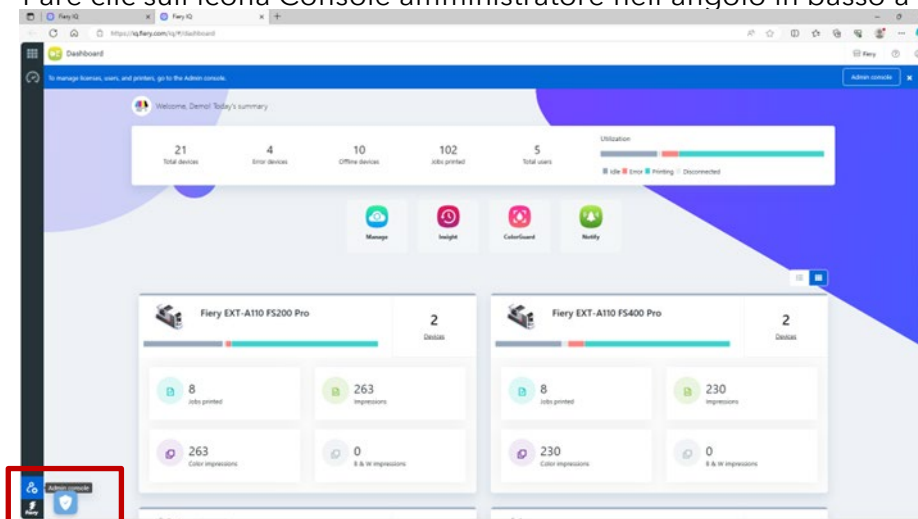 Fare clic sull'icona Console amministratore nell'angolo in basso a
Fiery IQ
Fiery IQ
https://iq.fiery.com/iq/#/dashboard
Dashboard
Fiery
To manage licenses, users, and printers, go to the Admin console.
Admin console
Welcome, Demo! Today's summary
21
Total devices
4
Error devices
10
Offline devices
102
Jobs printed
5
Total users
Utilization
Idle Error Printing Disconnected
Manage
Insight
ColorGuard
Notify
Fiery EXT-A110 FS200 Pro
2
Devices
8
Jobs printed
263
Impressions
263
Color impressions
0
B & W impressions
Fiery EXT-A110 FS400 Pro
2
Devices
8
Jobs printed
230
Impressions
230
Color impressions
0
B & W impressions
Admin console
Fiery